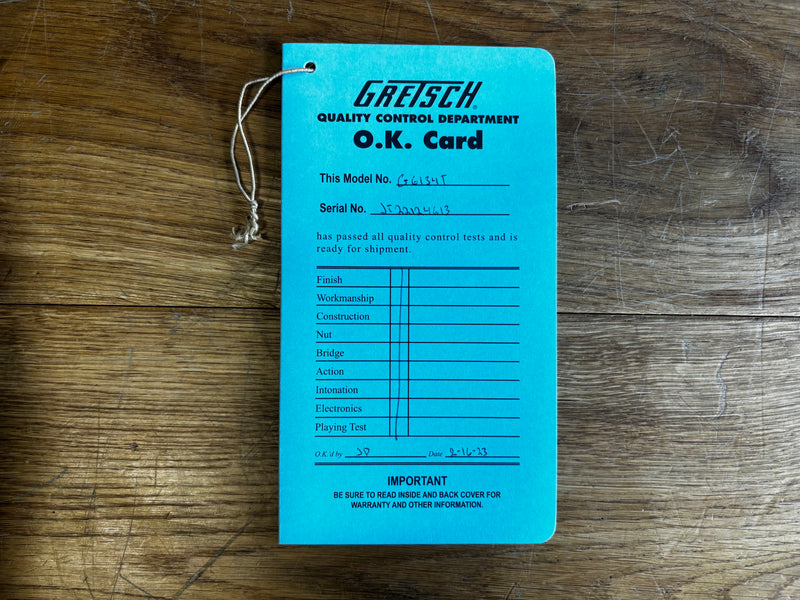 GRETSCH®
QUALITY CONTROL DEPARTMENT
O.K. Card
This Model No. G6134T
Serial No. JT22124613
has passed all quality control tests and is
ready for shipment.
Finish
Workmanship
Construction
Nut
Bridge
Action
Intonation
Electronics
Playing Test
O.K.'d by JD Date 2-16-23
IMPORTANT
BE SURE TO READ INSIDE AND BACK COVER FOR
WARRANTY AND OTHER INFORMATION.